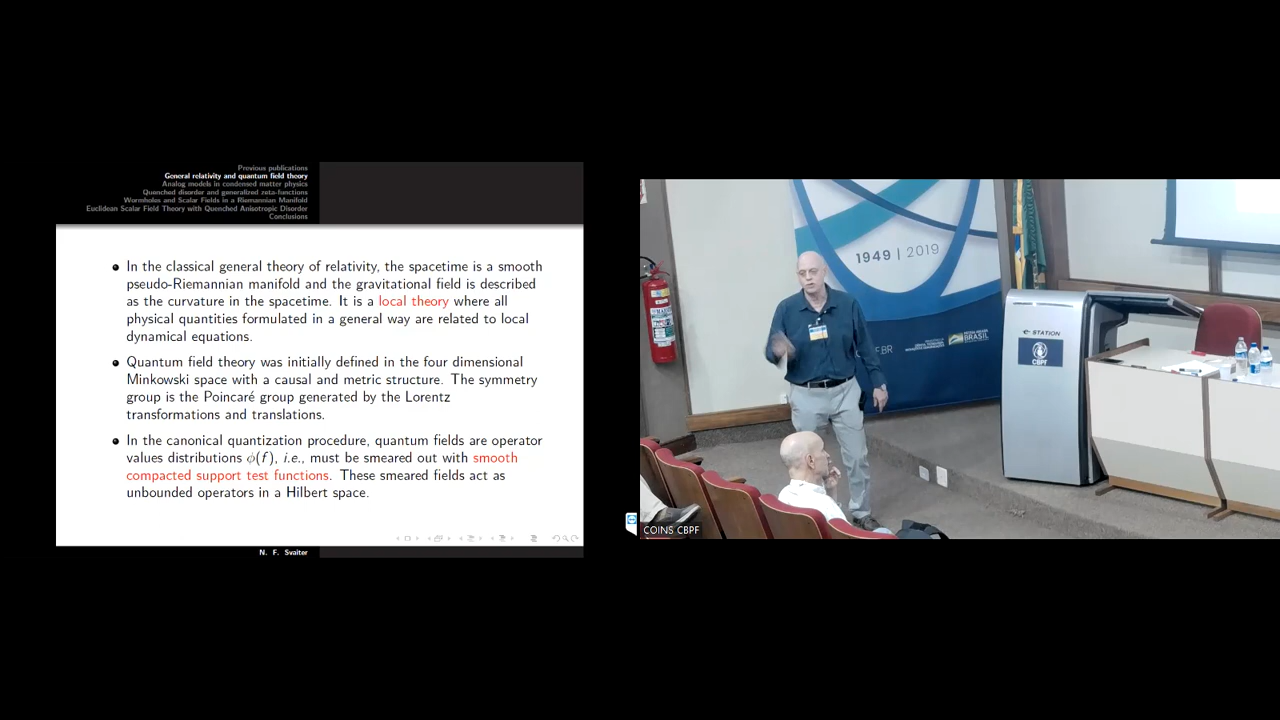 Previous publications
General relativity and quantum field theory
Analog models in condensed matter physics
Quenched disorder and generalized zeta-functions
Wormholes and Scalar Fields in a Riemannian Manifold
Euclidean Scalar Field Theory with Quenched Anisotropic Disorder
Conclusions
In the classical general theory of relativity, the spacetime is a smooth
pseudo-Riemannian manifold and the gravitational field is described
as the curvature in the spacetime. It is a local theory where all
physical quantities formulated in a general way are related to local
dynamical equations.
Quantum field theory was initially defined in the four dimensional
Minkowski space with a causal and metric structure. The symmetry
group is the Poincaré group generated by the Lorentz
transformations and translations.
In the canonical quantization procedure, quantum fields are operator
values distributions ϕ(f), i.e., must be smeared out with smooth
compacted support test functions. These smeared fields act as
unbounded operators in a Hilbert space.
N. F. Svaiter
1949 | 2019
BRASIL
STATION
CBPF
COINS CBPF